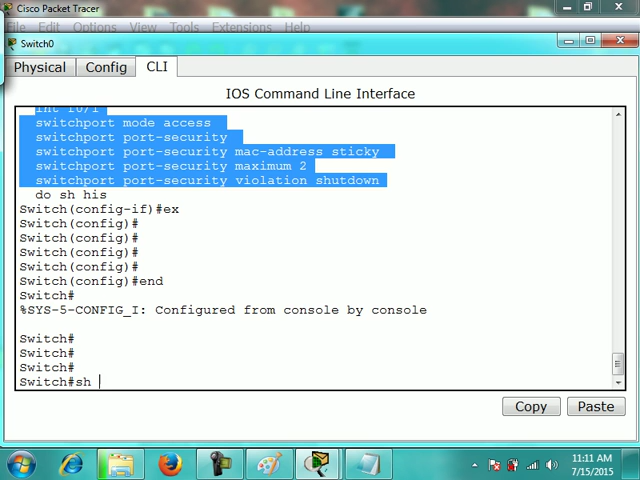 Cisco Packet Tracer
File Edit Options View Tools Extensions Help
Switch0
Physical Config CLI
IOS Command Line Interface
int f0/1
switchport mode access
switchport port-security
switchport port-security mac-address sticky
switchport port-security maximum 2
switchport port-security violation shutdown
do sh his
Switch(config-if)#ex
Switch(config)#
Switch(config)#
Switch(config)#
Switch(config)#
Switch(config)#end
Switch#
%SYS-5-CONFIG_I: Configured from console by console
Switch#
Switch#
Switch#
Switch#sh
Copy Paste
11:11 AM
7/15/2015